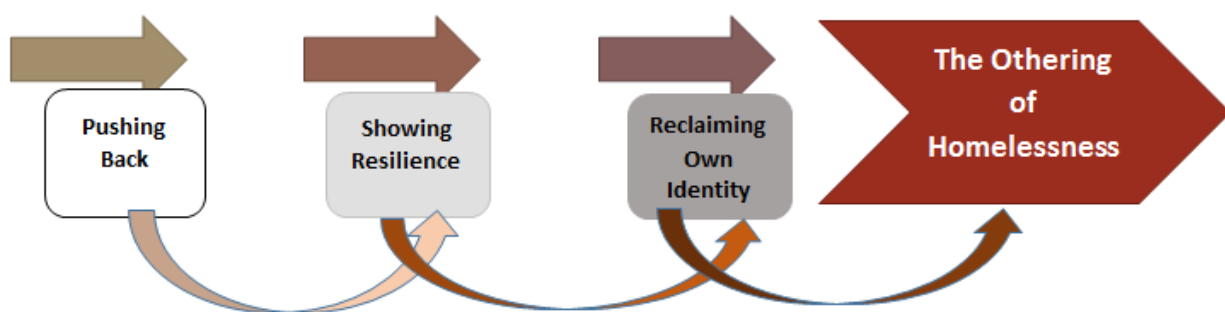 Pushing
Back
Showing
Resilience
Reclaiming
Own
Identity
The Othering
of
Homelessness